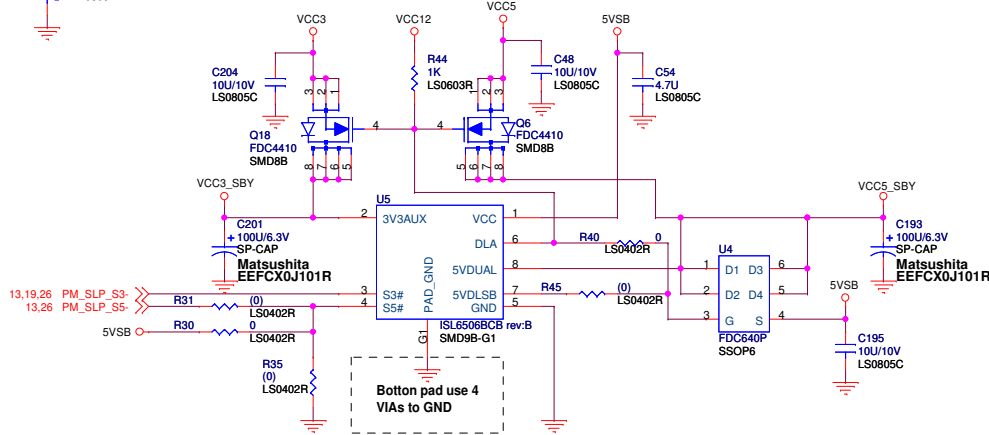 VCC3
VCC12
VCC5
5VSB
C204
10U/10V
LS0805C
R44
1K
LS0603R
C48
10U/10V
LS0805C
C54
4.7U
LS0805C
3 2 1
1 2 3
Q18
FDC4410
SMD8B
4
4
Q6
FDC4410
SMD8B
8 7 6 5
5 6 7 8
VCC3_SBY
VCC5_SBY
C201
+ 100U/6.3V
SP-CAP
Matsushita
EEFCX0J101R
U5
2 3V3AUX
VCC 1
DLA 6
5VDUAL 8
5VDLSB 7
GND 5
PAD_GND
3 S3#
4 S5#
G1
ISL6506BCB rev:B
SMD9B-G1
R40 0
LS0402R
R45 (0)
LS0402R
U4
1 D1 D3 6
2 D2 D4 5
3 G S 4
FDC640P
SSOP6
C193
+ 100U/6.3V
SP-CAP
Matsushita
EEFCX0J101R
5VSB
C195
10U/10V
LS0805C
5VSB
13,19,26 PM_SLP_S3-
13,26 PM_SLP_S5-
R31 (0)
LS0402R
5VSB
R30 0
LS0402R
R35
(0)
LS0402R
Botton pad use 4
VIAs to GND